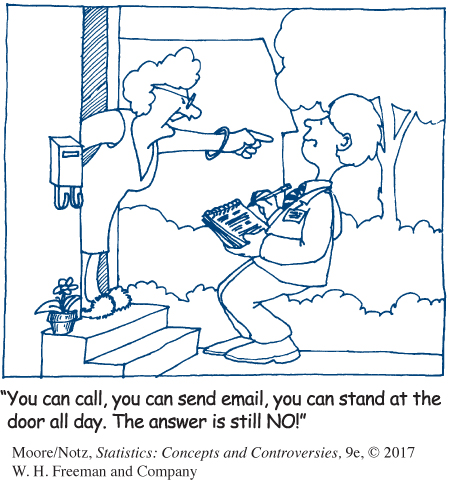 “You can call, you can send email, you can stand at the
door all day. The answer is still NO!”
Moore/Notz, Statistics: Concepts and Controversies, 9e, © 2017
W. H. Freeman and Company